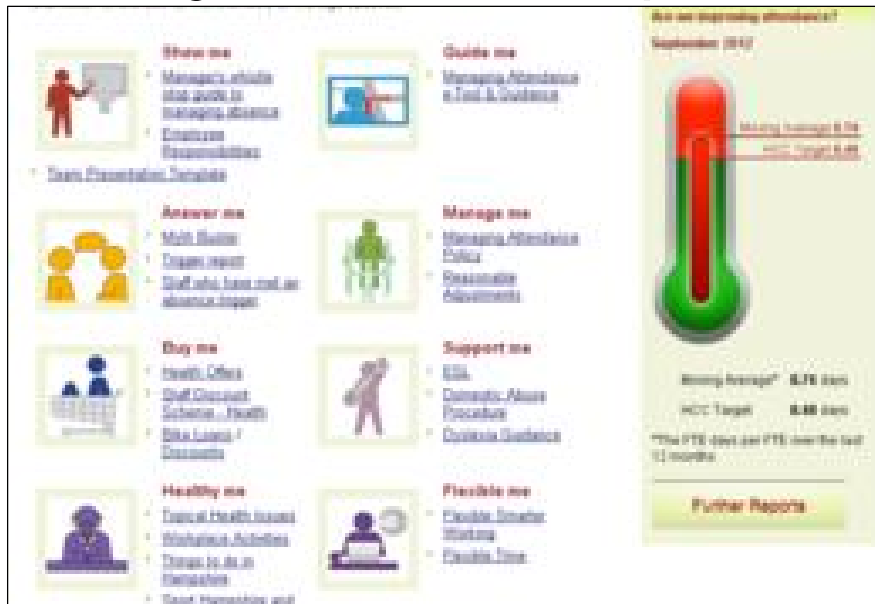 Show me
Manager's whistle
stop guide to
managing absence
Employee
Responsibilities
Team Presentation Template
Guide me
Managing Attendance
e-Tool & Guidance
Answer me
Myth Buster
Trigger report
Staff who have met an
absence trigger
Manage me
Managing Attendance
Policy
Reasonable
Adjustments
Buy me
Health Offers
Staff Discount
Scheme - Health
Bike Loans /
Discounts
Support me
Domestic Abuse
Procedure
Dyslexia Guidance
Healthy me
Topical Health Issues
Workplace Activities
Things to do in
Hampshire
Sport Hampshire and
Flexible me
Flexible Smarter
Working
Flexible Time
Are we improving attendance?
September 2012
Moving Average
HCC Target
Moving Average* days
HCC Target days
*The FTE days per FTE over the last
12 months
Further Reports